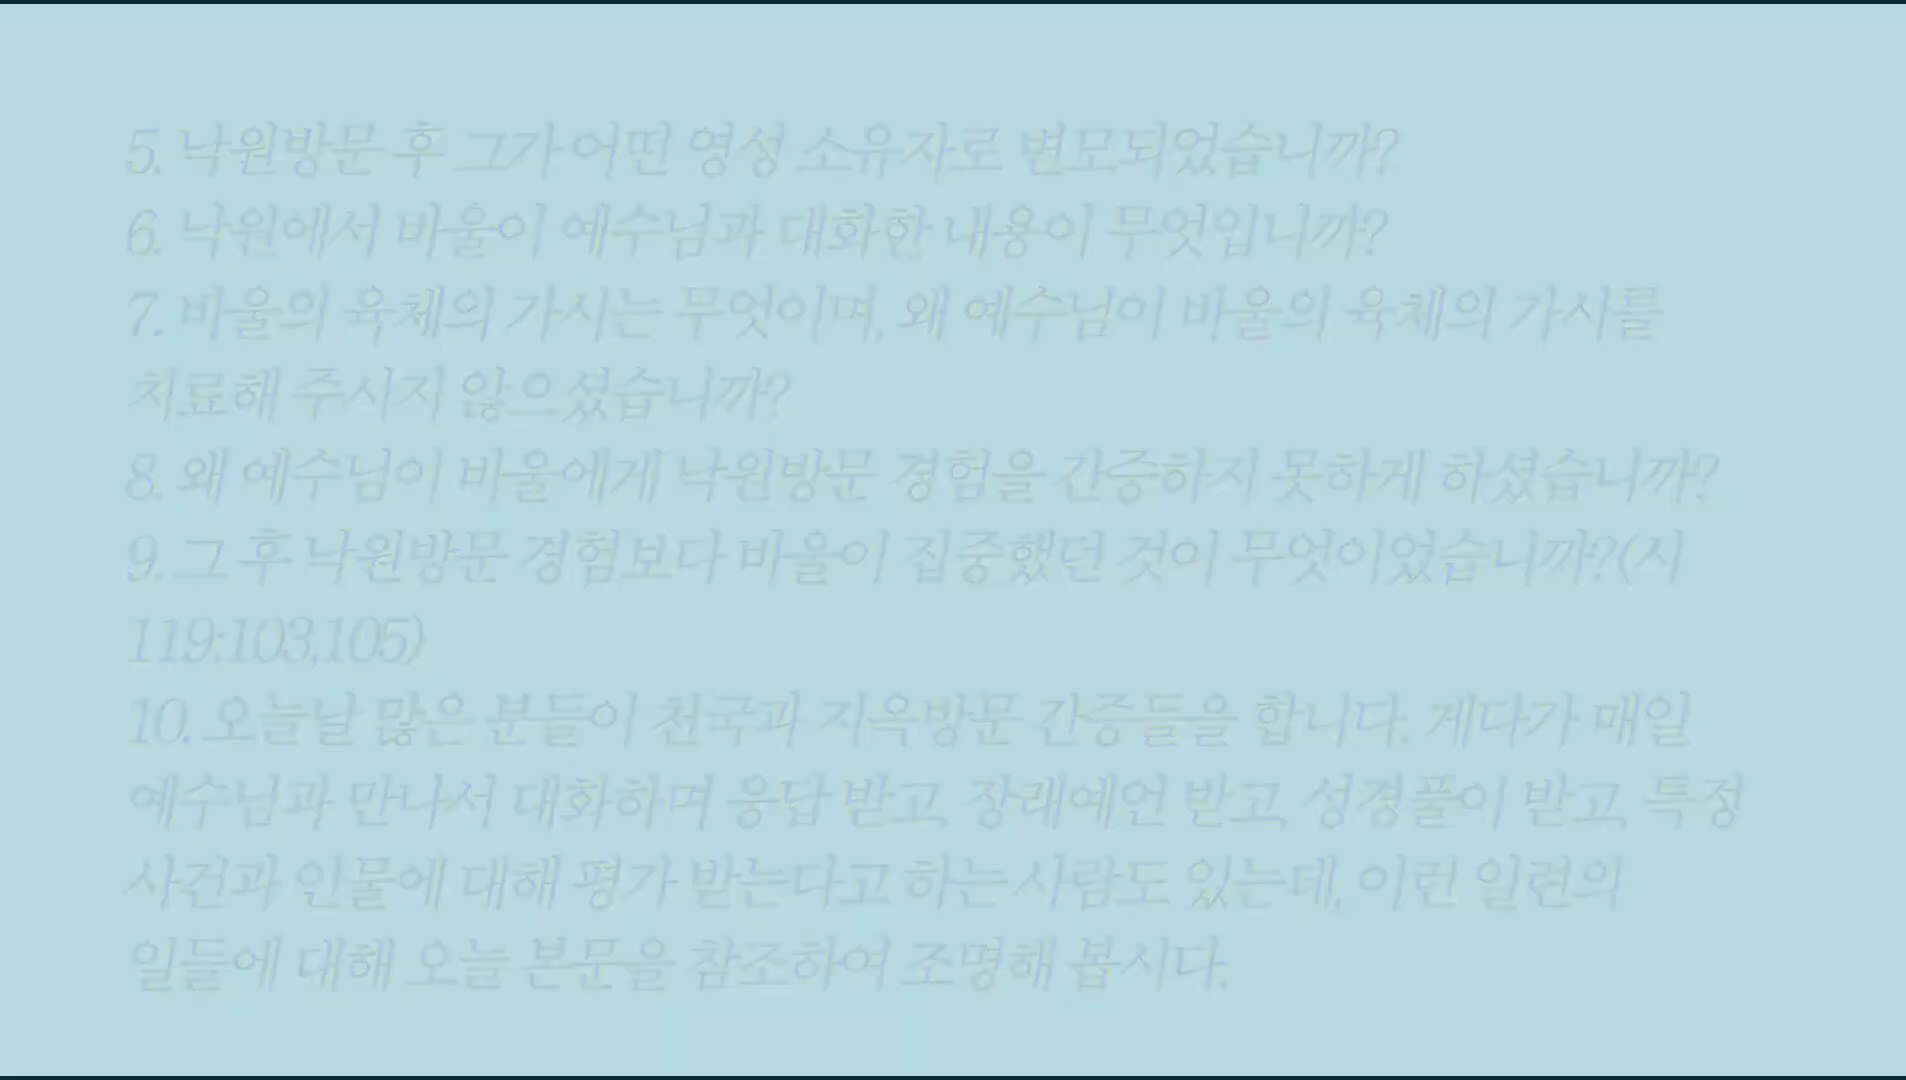 5. 낙원방문 후 그가 어떤 영성 소유자로 변모되었습니까?
6. 낙원에서 바울이 예수님과 대화한 내용이 무엇입니까?
7. 바울의 육체의 가시는 무엇이며, 왜 예수님이 바울의 육체의 가시를
치료해 주시지 않으셨습니까?
8. 왜 예수님이 바울에게 낙원방문 경험을 간증하지 못하게 하셨습니까?
9. 그 후 낙원방문 경험보다 바울이 집중했던 것이 무엇이었습니까?(시
119:103,105)
10. 오늘날 많은 분들이 천국과 지옥방문 간증들을 합니다. 게다가 매일
예수님과 만나서 대화하며 응답 받고, 장래예언 받고, 성경풀이 받고, 특정
사건과 인물에 대해 평가 받는다고 하는 사람도 있는데, 이런 일련의
일들에 대해 오늘 본문을 참조하여 조명해 봅시다.